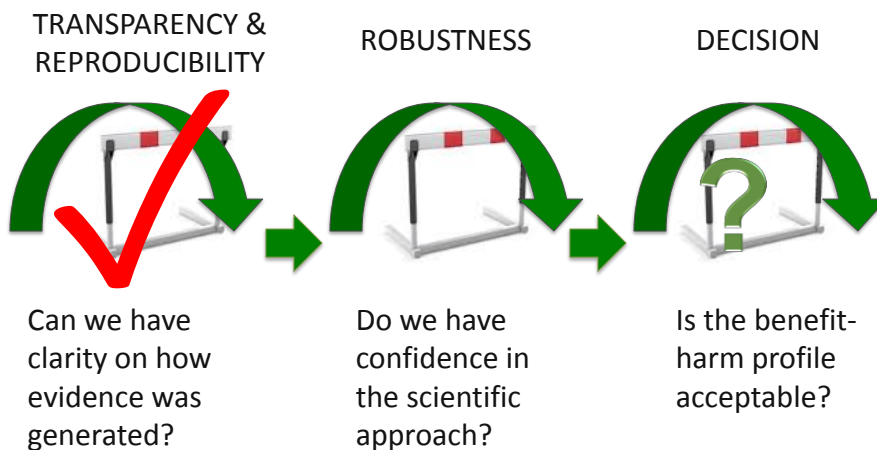 TRANSPARENCY &
REPRODUCIBILITY
ROBUSTNESS
DECISION
?
Can we have
clarity on how
evidence was
generated?
Do we have
confidence in
the scientific
approach?
Is the benefit-
harm profile
acceptable?